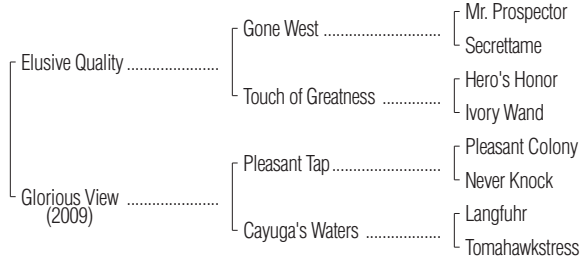 Mr. Prospector
Gone West ........................
Secrettame
Elusive Quality ...................
Hero's Honor
Touch of Greatness .............
Ivory Wand
Pleasant Colony
Pleasant Tap......................
Never Knock
Glorious View ...................
(2009)
Langfuhr
Cayuga's Waters ................
Tomahawkstress